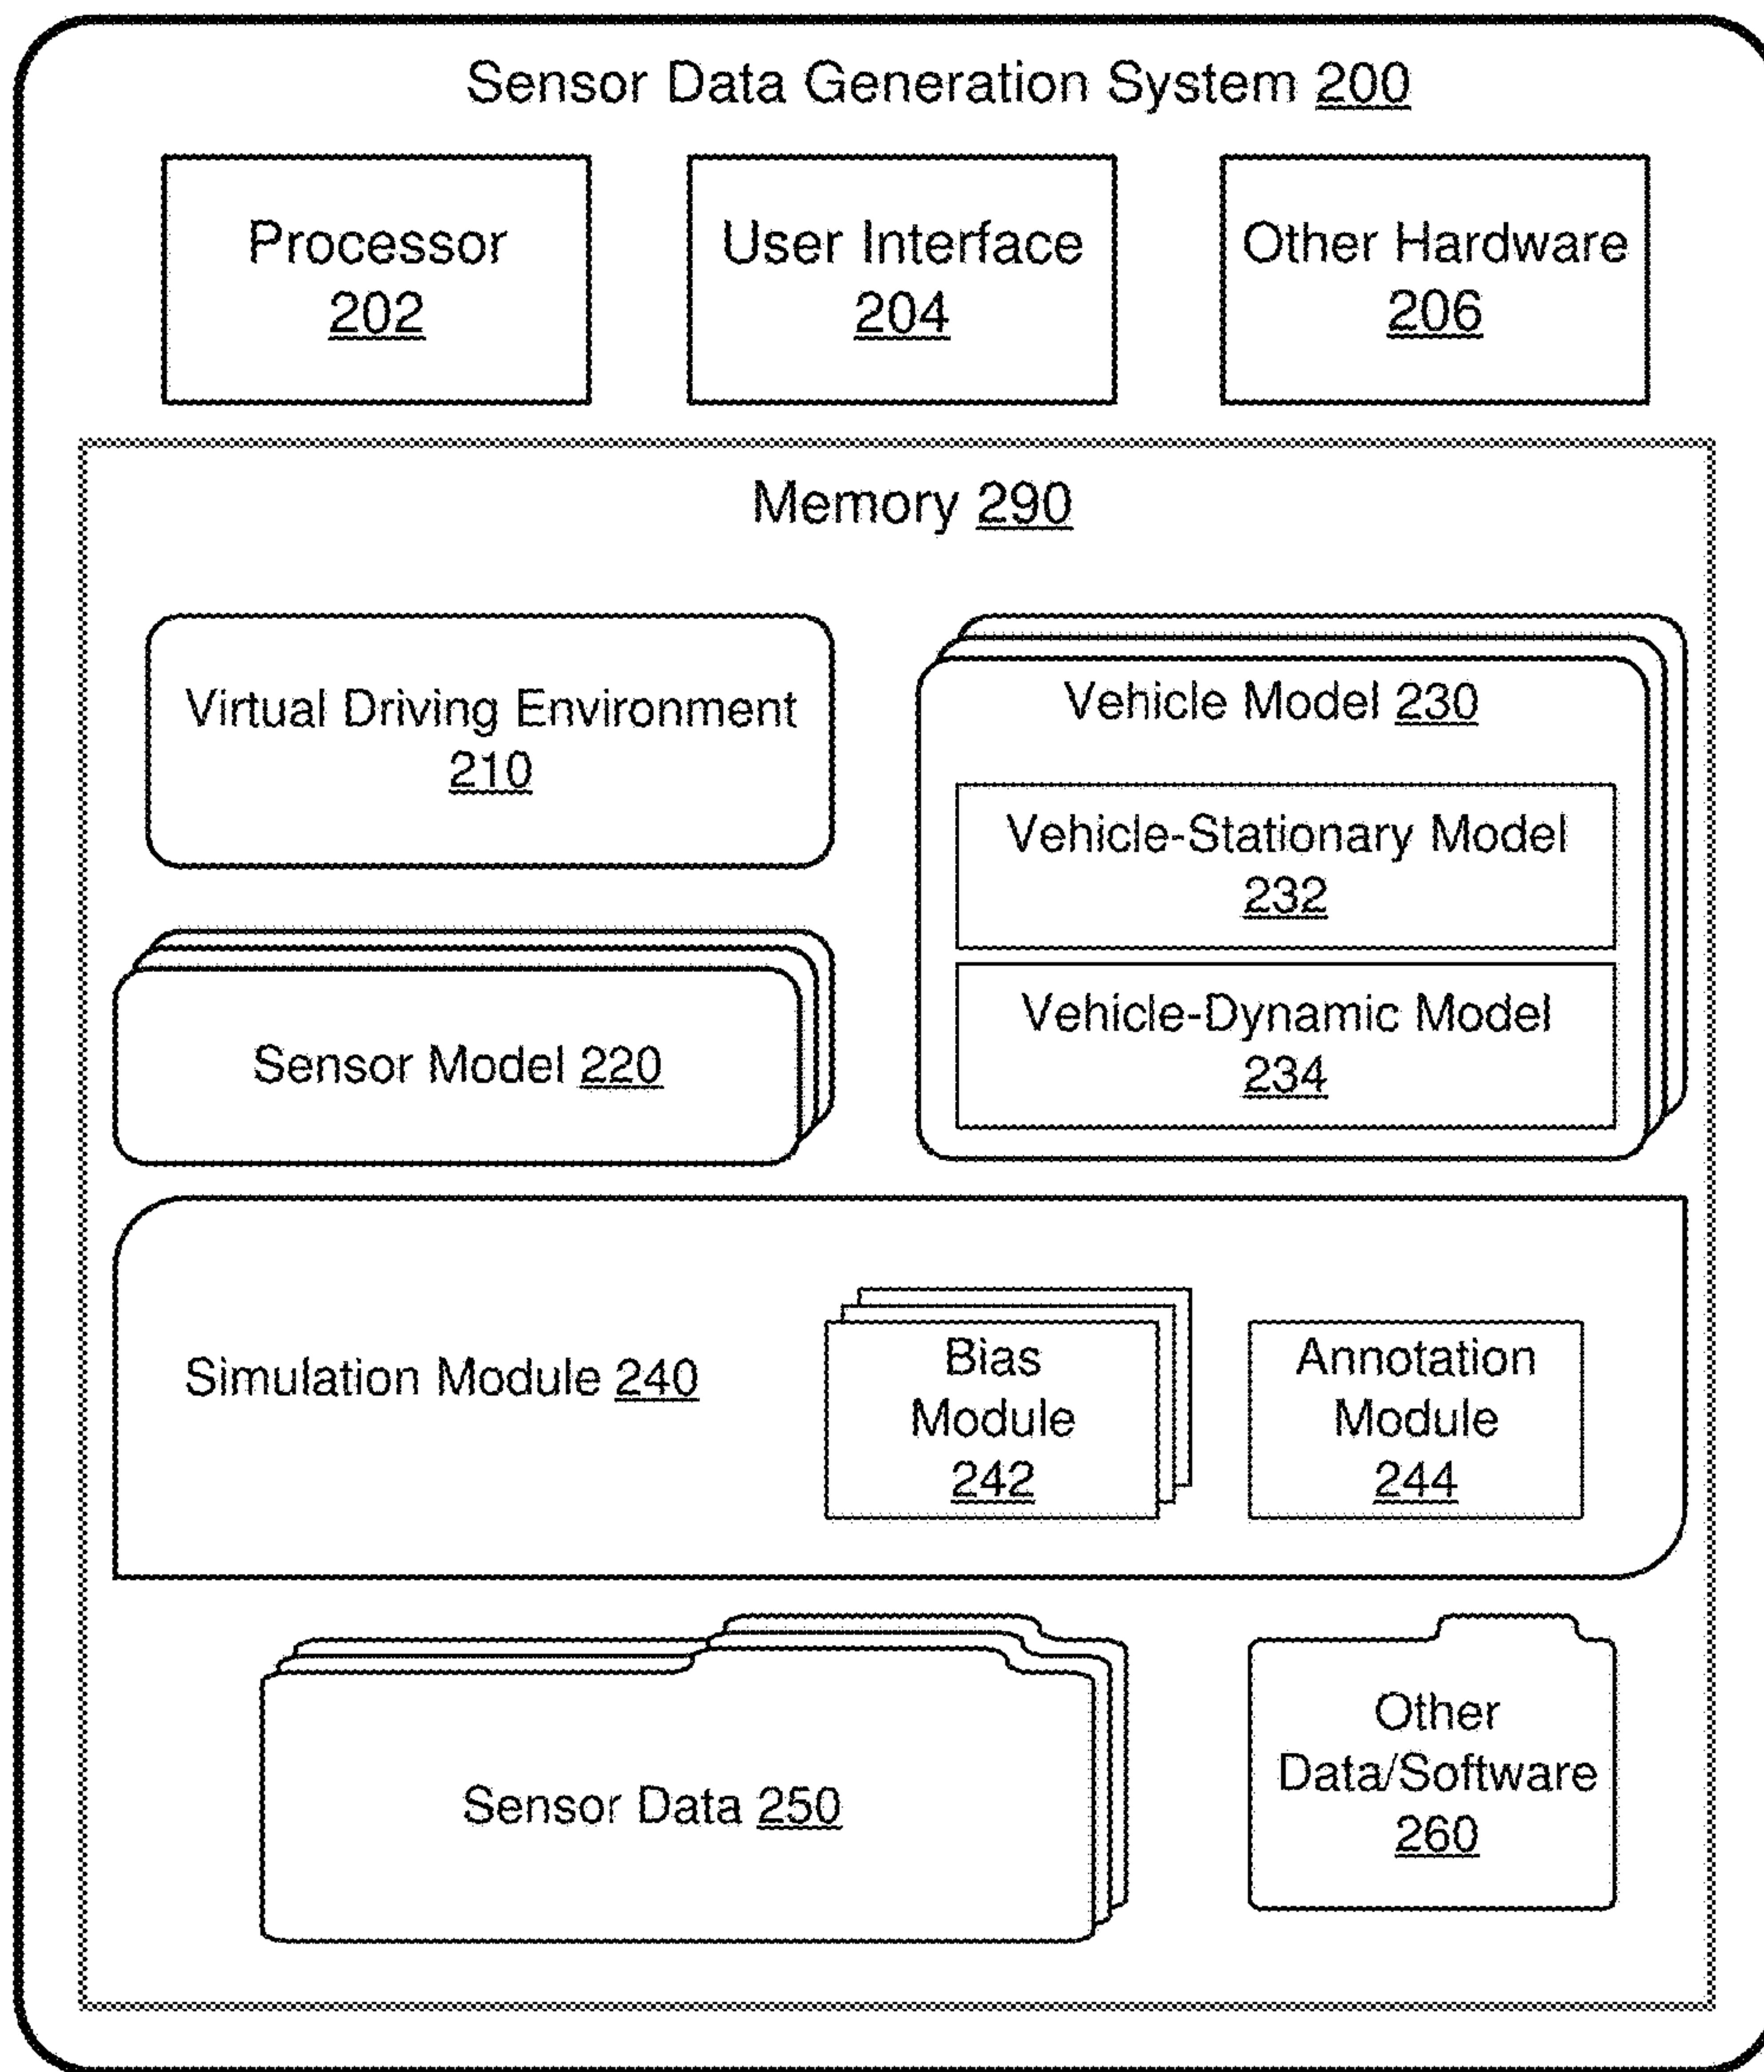 Sensor Data Generation System 200
Processor
202
User Interface
204
Other Hardware
206
Memory 290
Virtual Driving Environment
210
Vehicle Model 230
Vehicle-Stationary Model
232
Vehicle-Dynamic Model
234
Sensor Model 220
Simulation Module 240
Bias
Module
242
Annotation
Module
244
Sensor Data 250
Other
Data/Software
260